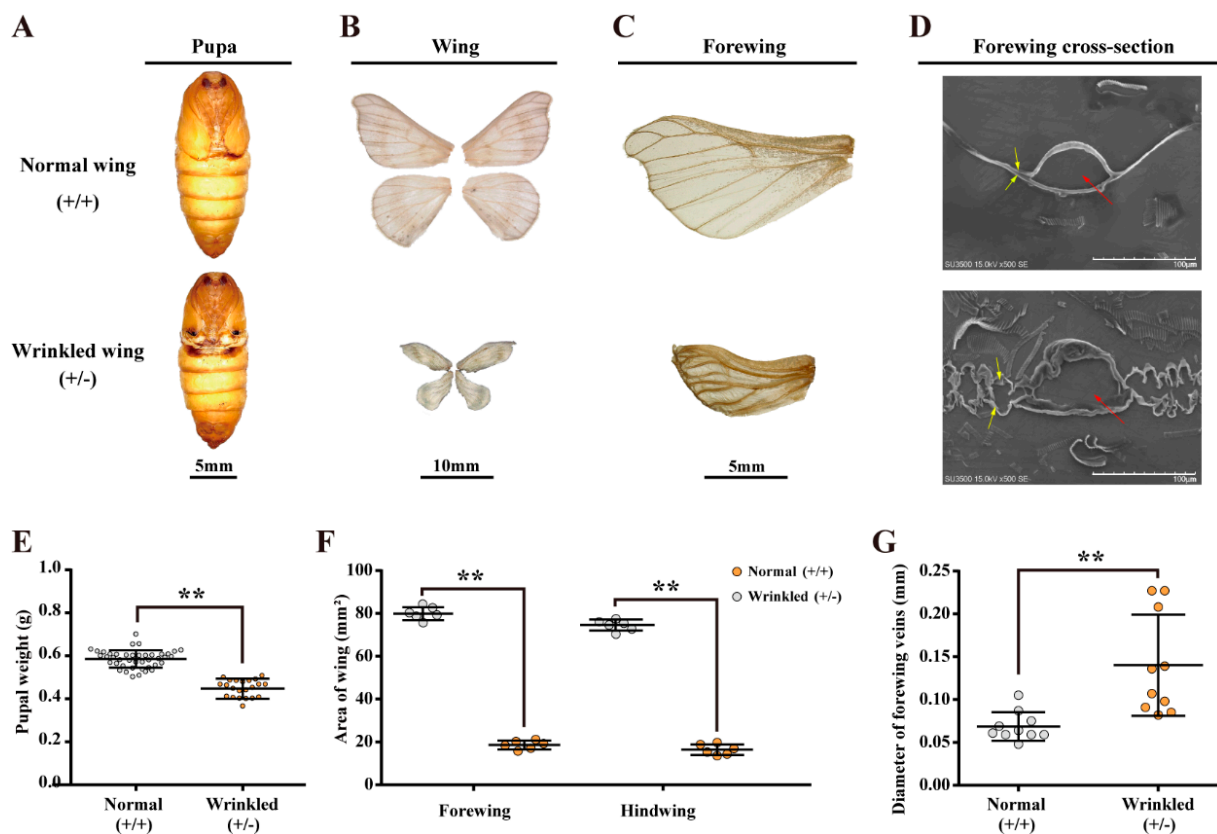 A
Pupa
B
Wing
C
Forewing
D
Forewing cross-section
Normal wing
(+/+)
SU3500 15.0kV x500 SE
100µm
Wrinkled wing
(+/-)
5mm
10mm
5mm
SU3500 15.0kV x500 SE
100µm
E
Pupal weight (g)
1.0
0.8
0.6
0.4
0.2
0.0
**
Normal
(+/+)
Wrinkled
(+/-)
F
Area of wing (mm²)
100
80
60
40
20
0
**
**
Normal (+/+)
Wrinkled (+/-)
Forewing
Hindwing
G
Diameter of forewing veins (mm)
0.25
0.20
0.15
0.10
0.05
0.00
**
Normal
(+/+)
Wrinkled
(+/-)